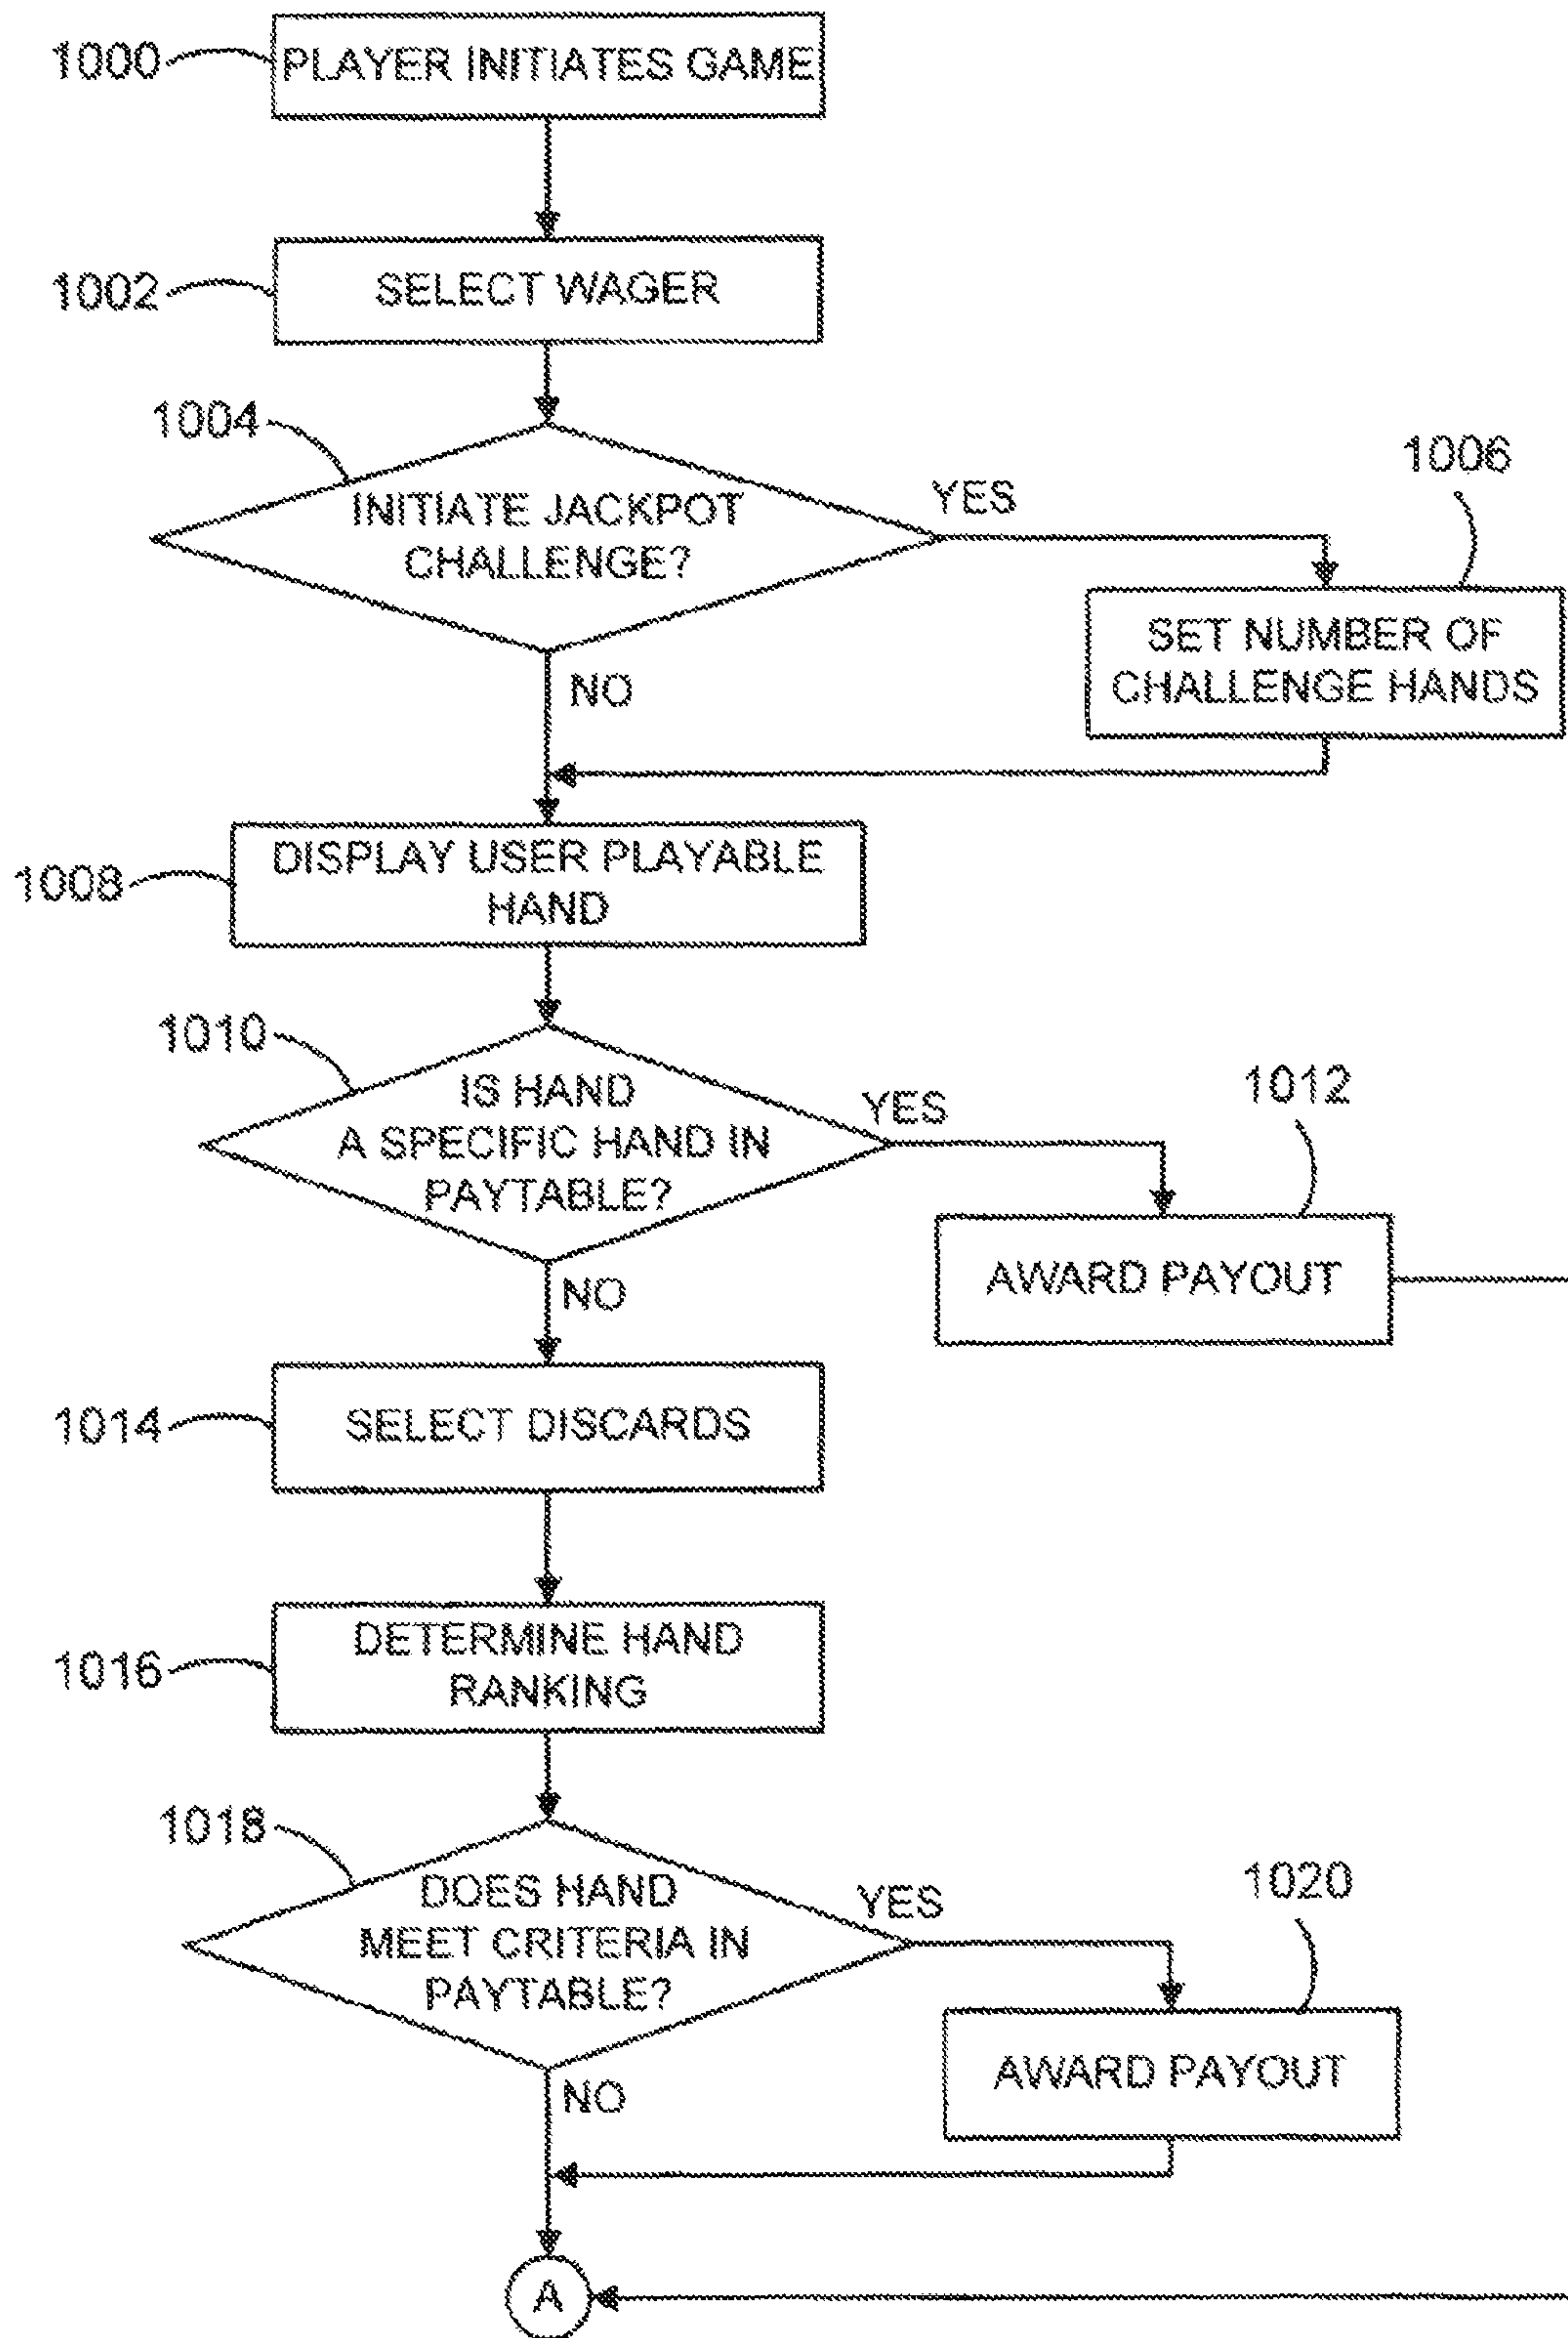 1000
PLAYER INITIATES GAME
1002
SELECT WAGER
1004
INITIATE JACKPOT
CHALLENGE?
YES
1006
SET NUMBER OF
CHALLENGE HANDS
NO
1008
DISPLAY USER PLAYABLE
HAND
1010
IS HAND
A SPECIFIC HAND IN
PAYTABLE?
YES
1012
AWARD PAYOUT
NO
1014
SELECT DISCARDS
1016
DETERMINE HAND
RANKING
1018
DOES HAND
MEET CRITERIA IN
PAYTABLE?
YES
1020
AWARD PAYOUT
NO
A